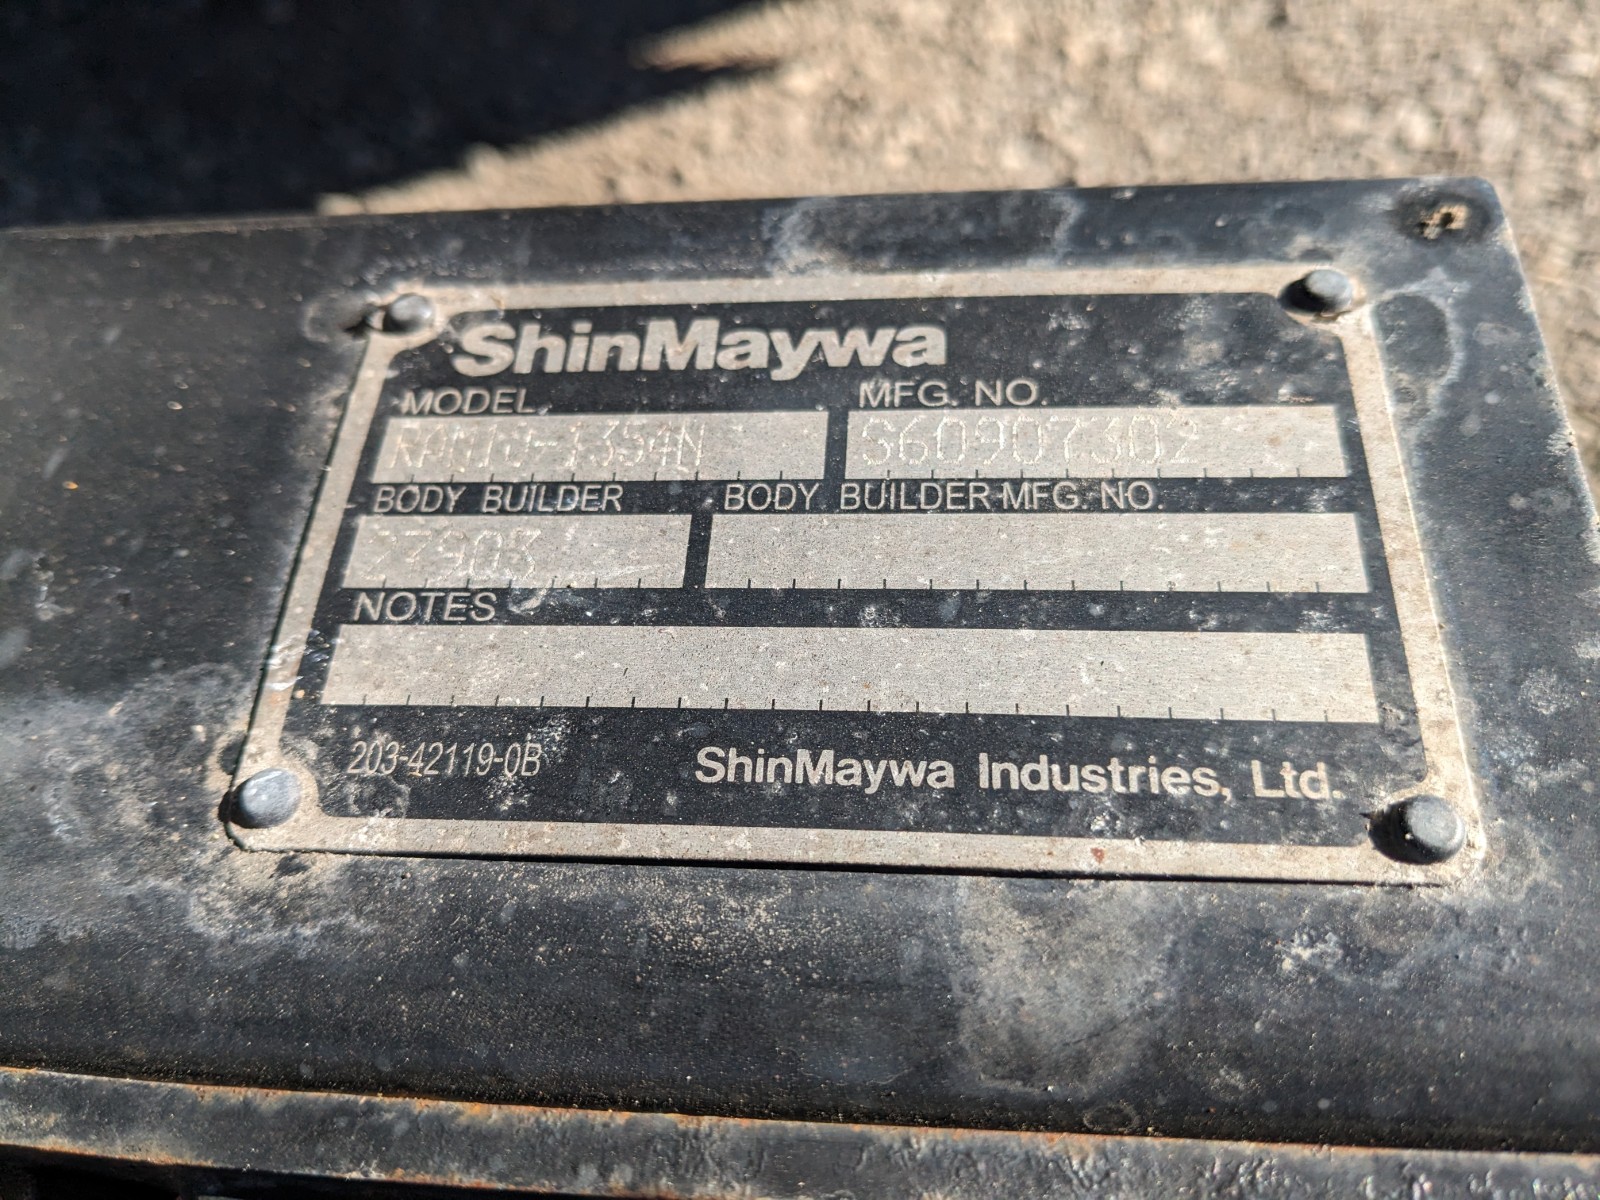 ShinMaywa
MODEL MFG. NO.
S60907302
BODY BUILDER BODY BUILDER MFG. NO.
NOTES
203-42119-0B ShinMaywa Industries, Ltd.